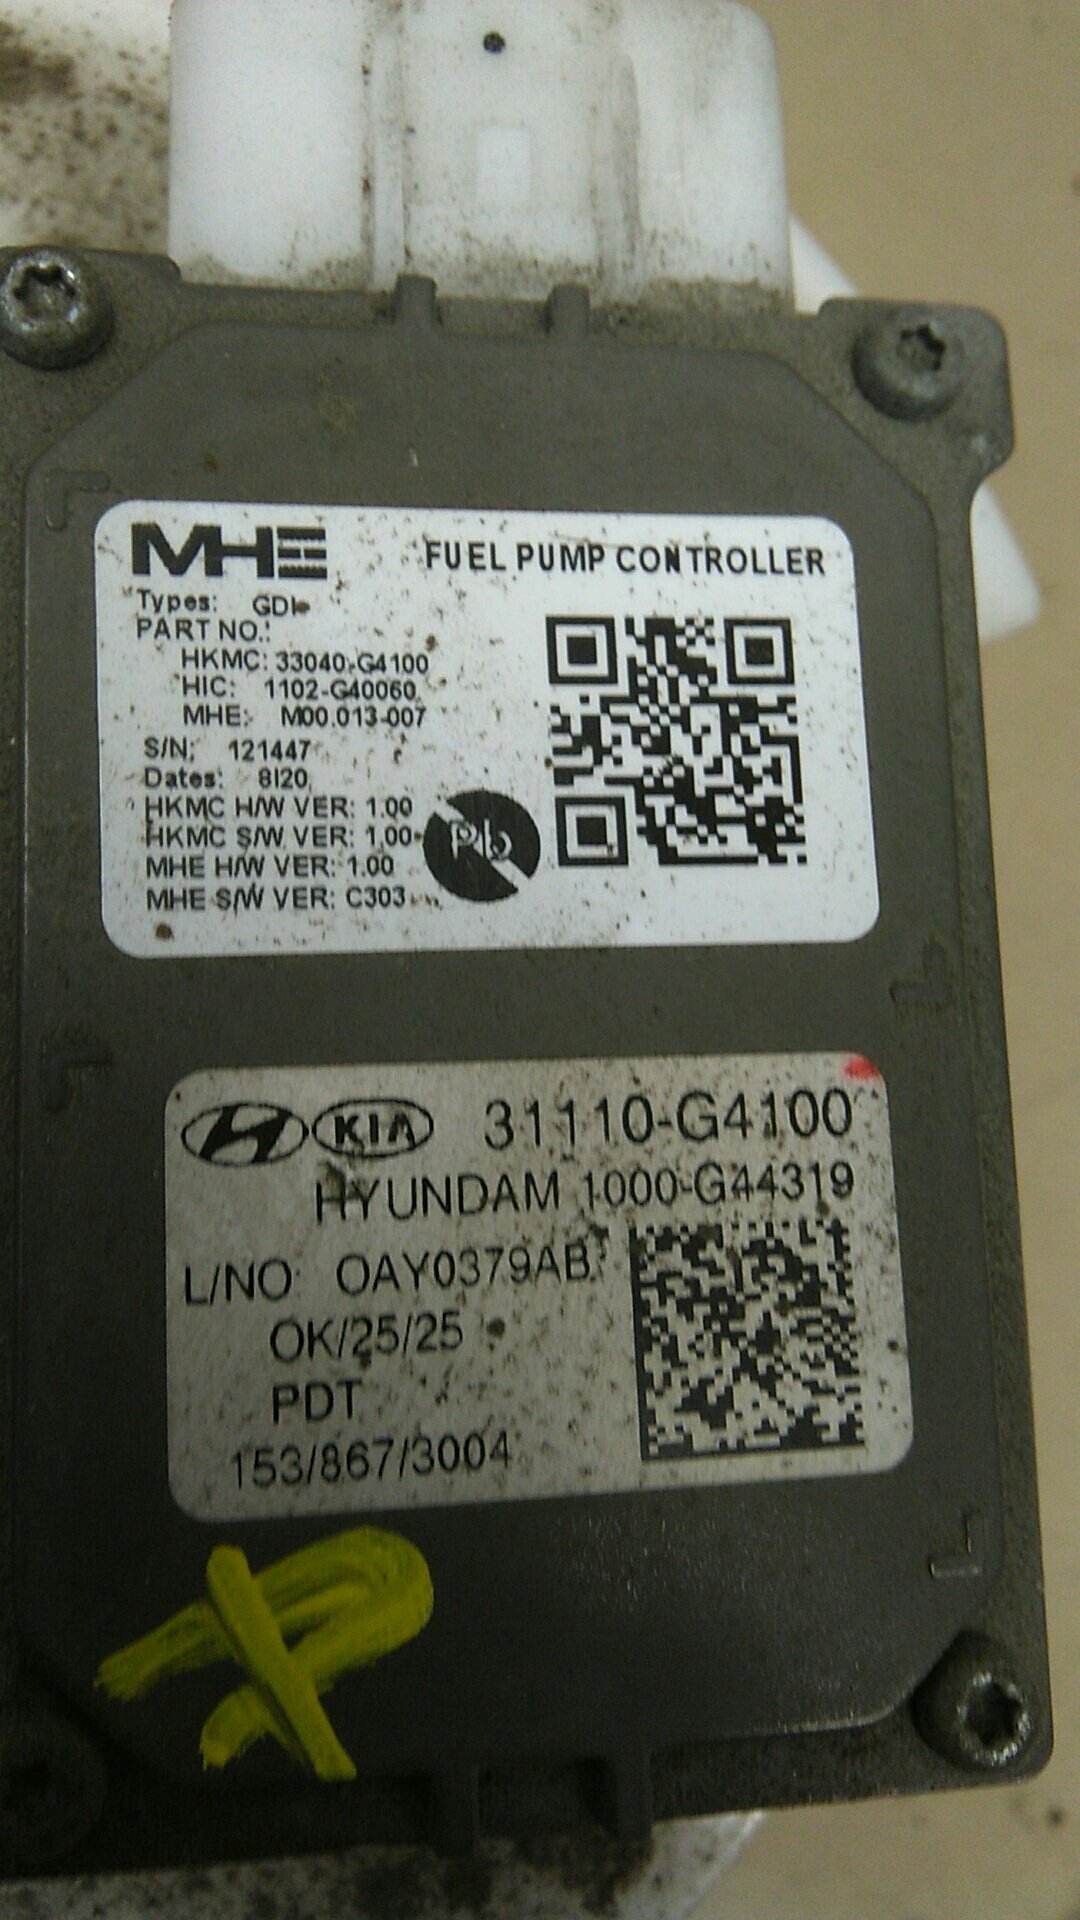 MHE FUEL PUMP CONTROLLER
Types: GDI
PART NO.:
HKMC: 33040-G4100
HIC: 1102-G40060
MHE: M00.013-007
S/N: 121447
Dates: 8I20
HKMC H/W VER: 1.00
HKMC S/W VER: 1.00
MHE H/W VER: 1.00
MHE S/W VER: C303
Pb
KIA 31110-G4100
HYUNDAM 1000-G44319
L/NO OAY0379AB
OK/25/25
PDT
153/867/3004